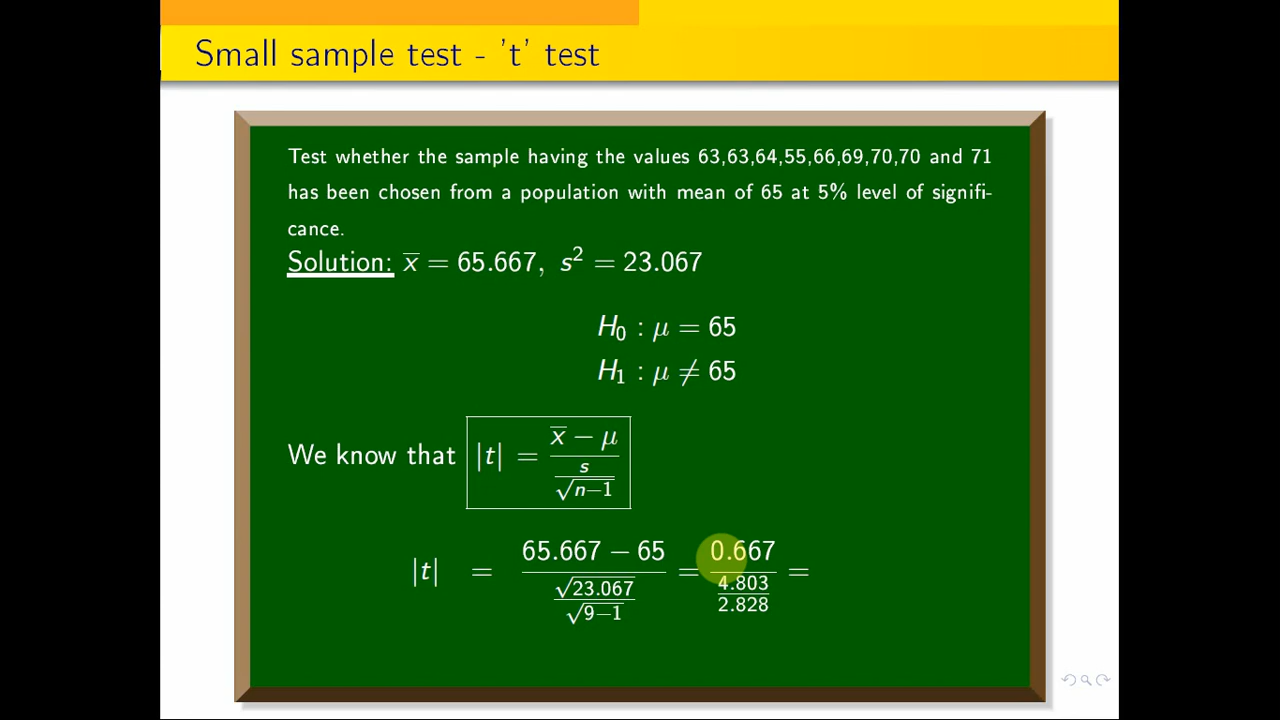 Small sample test - 't' test
Test whether the sample having the values 63,63,64,55,66,69,70,70 and 71
has been chosen from a population with mean of 65 at 5% level of signifi-
cance.
Solution: x̅ = 65.667, s² = 23.067
H₀ : μ = 65
H₁ : μ ≠ 65
We know that |t| = (x̅ − μ) / (s / √(n−1))
|t| = (65.667 − 65) / (√23.067 / √(9−1)) = 0.667 / (4.803 / 2.828) =